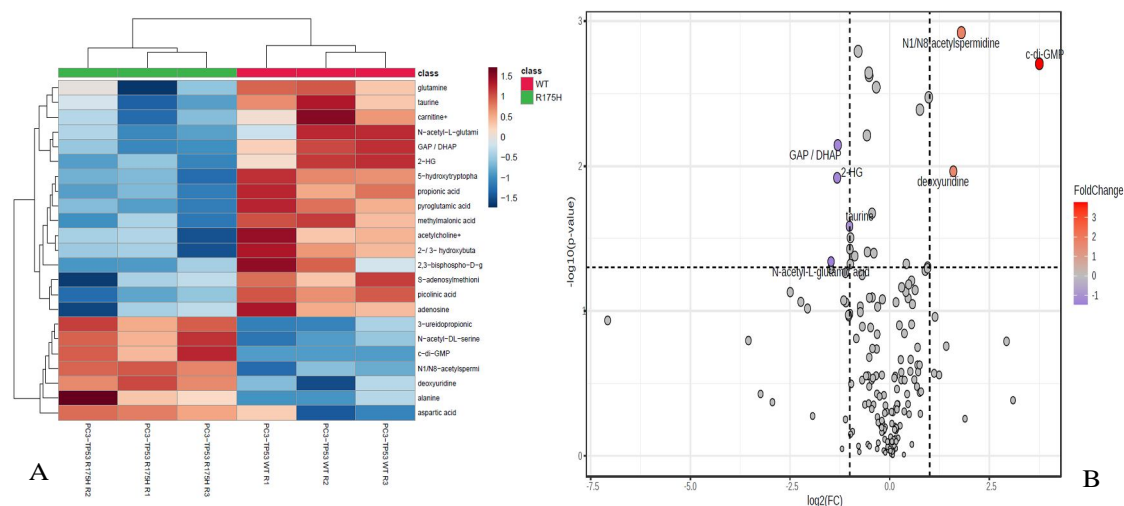 class
glutamine
taurine
carnitine+
N-acetyl-L-glutami
GAP / DHAP
2-HG
5-hydroxytryptopha
propionic acid
pyroglutamic acid
methylmalonic acid
acetylcholine+
2-/ 3- hydroxybuta
2,3-bisphospho-D-g
S-adenosylmethioni
picolinic acid
adenosine
3-ureidopropionic
N-acetyl-DL-serine
c-di-GMP
N1/N8-acetylspermi
deoxyuridine
alanine
aspartic acid
1.5
1
0.5
0
-0.5
-1
-1.5
class
WT
R175H
PC3-TP53 R175H R2
PC3-TP53 R175H R1
PC3-TP53 R175H R3
PC3-TP53 WT R1
PC3-TP53 WT R2
PC3-TP53 WT R3
A
-log10(p-value)
3
2
1
0
N1/N8-acetylspermidine
c-di-GMP
GAP / DHAP
2-HG
deoxyuridine
taurine
N-acetyl-L-glutamic acid
-7.5
-5.0
-2.5
0.0
2.5
log2(FC)
FoldChange
3
2
1
0
-1
B